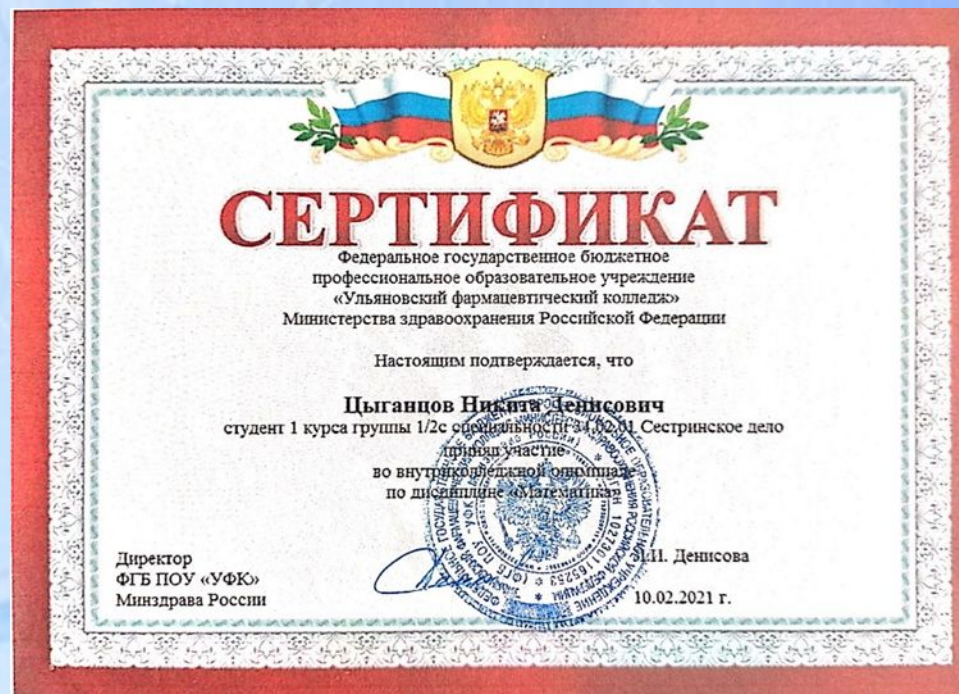 СЕРТИФИКАТ
Федеральное государственное бюджетное
профессиональное образовательное учреждение
«Ульяновский фармацевтический колледж»
Министерства здравоохранения Российской Федерации
Настоящим подтверждается, что
Цыганцов Никита Денисович
студент 1 курса группы 1/2с специальности 34.02.01 Сестринское дело
принял участие
во внутриколледжной олимпиаде
по дисциплине «Математика»
Директор
ФГБ ПОУ «УФК»
Минздрава России
Денисова
10.02.2021 г.